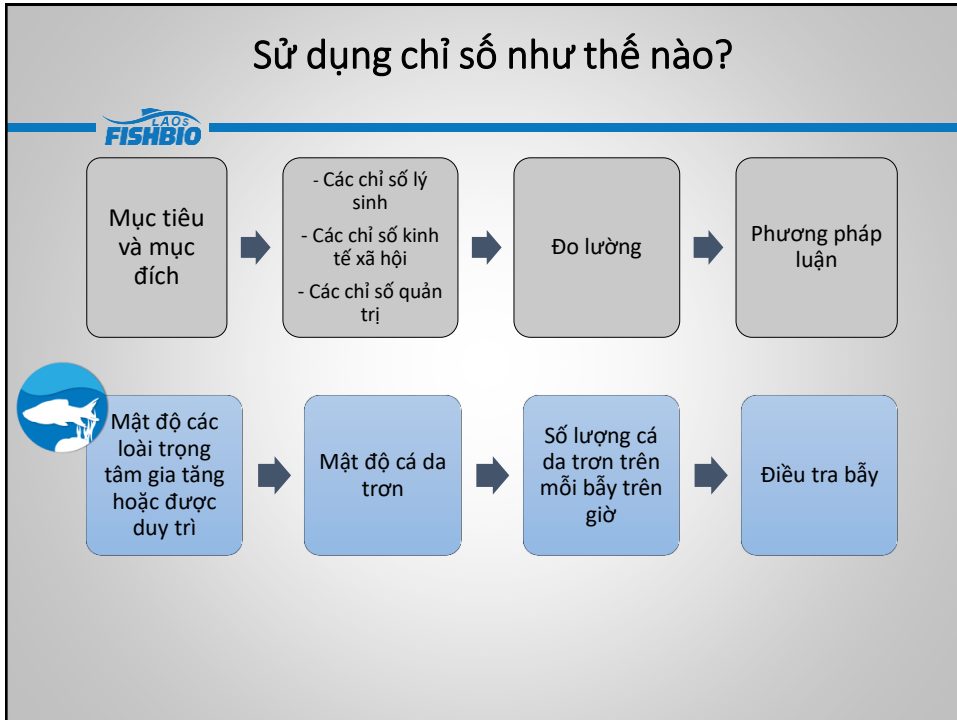 Sử dụng chỉ số như thế nào?
LAOS
FISHBIO
Mục tiêu
và mục
đích
- Các chỉ số lý
sinh
- Các chỉ số kinh
tế xã hội
- Các chỉ số quản
trị
Đo lường
Phương pháp
luận
Mật độ các
loài trọng
tâm gia tăng
hoặc được
duy trì
Mật độ cá da
trơn
Số lượng cá
da trơn trên
mỗi bẫy trên
giờ
Điều tra bẫy